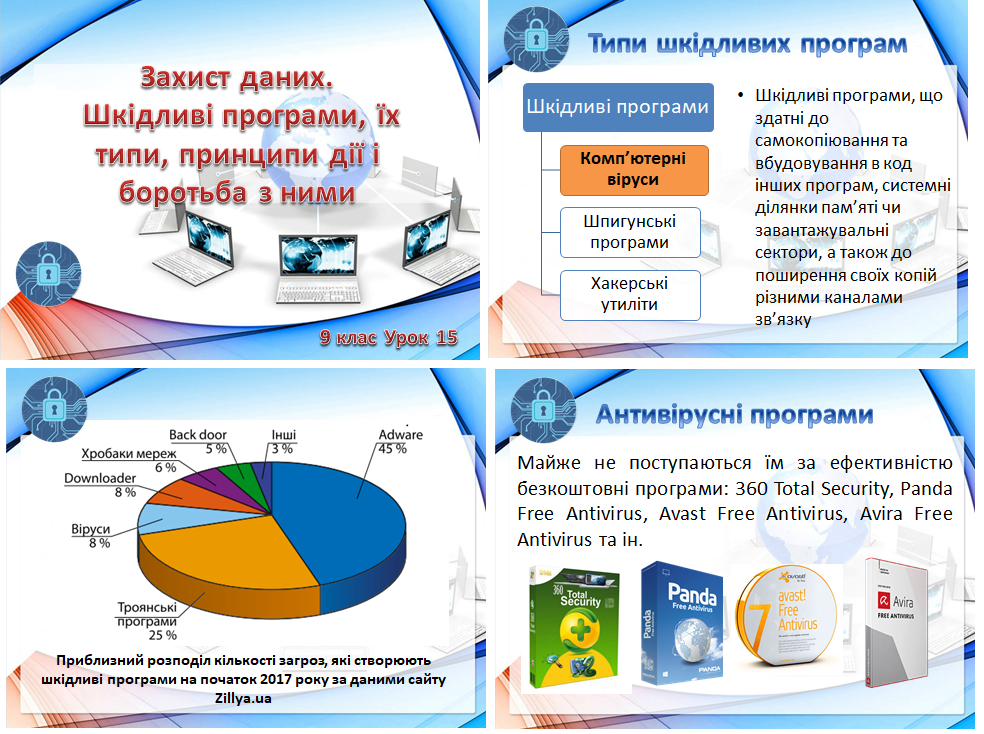 Захист даних.
Шкідливі програми, їх
типи, принципи дії і
боротьба з ними
9 клас Урок 15
Типи шкідливих програм
Шкідливі програми
Комп’ютерні
віруси
Шпигунські
програми
Хакерські
утиліти
• Шкідливі програми, що
здатні до
самокопіювання та
вбудовування в код
інших програм, системні
ділянки пам’яті чи
завантажувальні
сектори, а також до
поширення своїх копій
різними каналами
зв’язку
Back door
5 %
Інші
3 %
Adware
45 %
Хробаки мереж
6 %
Downloader
8 %
Віруси
8 %
Троянські
програми
25 %
Приблизний розподіл кількості загроз, які створюють
шкідливі програми на початок 2017 року за даними сайту
Zillya.ua
Антивірусні програми
Майже не поступаються їм за ефективністю
безкоштовні програми: 360 Total Security, Panda
Free Antivirus, Avast Free Antivirus, Avira Free
Antivirus та ін.
360 Total
Security
Panda
Free Antivirus
Panda
Free Antivirus
PANDA
avast!
avast!
Free
Antivirus
7
Avira
FREE ANTIVIRUS